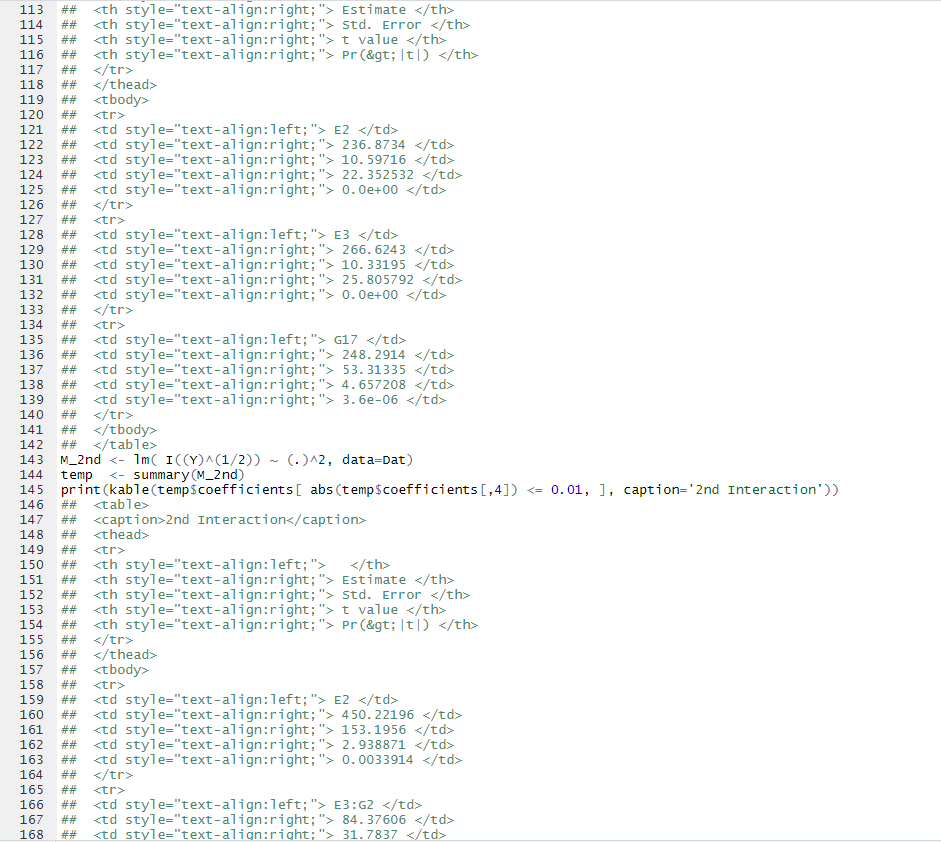 113 ##  <th style="text-align:right;"> Estimate </th>
114 ##  <th style="text-align:right;"> Std. Error </th>
115 ##  <th style="text-align:right;"> t value </th>
116 ##  <th style="text-align:right;"> Pr(&gt;|t|) </th>
117 ##  </tr>
118 ##  </thead>
119 ##  <tbody>
120 ##  <tr>
121 ##  <td style="text-align:left;"> E2 </td>
122 ##  <td style="text-align:right;"> 236.8734 </td>
123 ##  <td style="text-align:right;"> 10.59716 </td>
124 ##  <td style="text-align:right;"> 22.352532 </td>
125 ##  <td style="text-align:right;"> 0.0e+00 </td>
126 ##  </tr>
127 ##  <tr>
128 ##  <td style="text-align:left;"> E3 </td>
129 ##  <td style="text-align:right;"> 266.6243 </td>
130 ##  <td style="text-align:right;"> 10.33195 </td>
131 ##  <td style="text-align:right;"> 25.805792 </td>
132 ##  <td style="text-align:right;"> 0.0e+00 </td>
133 ##  </tr>
134 ##  <tr>
135 ##  <td style="text-align:left;"> G17 </td>
136 ##  <td style="text-align:right;"> 248.2914 </td>
137 ##  <td style="text-align:right;"> 53.31335 </td>
138 ##  <td style="text-align:right;"> 4.657208 </td>
139 ##  <td style="text-align:right;"> 3.6e-06 </td>
140 ##  </tr>
141 ##  </tbody>
142 ##  </table>
143 M_2nd <- lm( I((Y)^(1/2)) ~ (.)^2, data=Dat)
144 temp  <- summary(M_2nd)
145 print(kable(temp$coefficients[ abs(temp$coefficients[,4]) <= 0.01, ], caption='2nd Interaction'))
146 ##  <table>
147 ##  <caption>2nd Interaction</caption>
148 ##  <thead>
149 ##  <tr>
150 ##  <th style="text-align:left;">   </th>
151 ##  <th style="text-align:right;"> Estimate </th>
152 ##  <th style="text-align:right;"> Std. Error </th>
153 ##  <th style="text-align:right;"> t value </th>
154 ##  <th style="text-align:right;"> Pr(&gt;|t|) </th>
155 ##  </tr>
156 ##  </thead>
157 ##  <tbody>
158 ##  <tr>
159 ##  <td style="text-align:left;"> E2 </td>
160 ##  <td style="text-align:right;"> 450.22196 </td>
161 ##  <td style="text-align:right;"> 153.1956 </td>
162 ##  <td style="text-align:right;"> 2.938871 </td>
163 ##  <td style="text-align:right;"> 0.0033914 </td>
164 ##  </tr>
165 ##  <tr>
166 ##  <td style="text-align:left;"> E3:G2 </td>
167 ##  <td style="text-align:right;"> 84.37606 </td>
168 ##  <td style="text-align:right;"> 31.7837 </td>